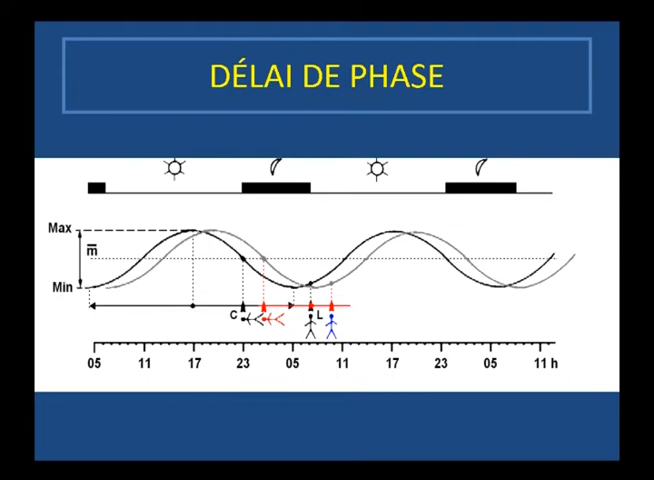 DÉLAI DE PHASE
Max
m̅
Min
C
L
05 11 17 23 05 11 17 23 05 11 h